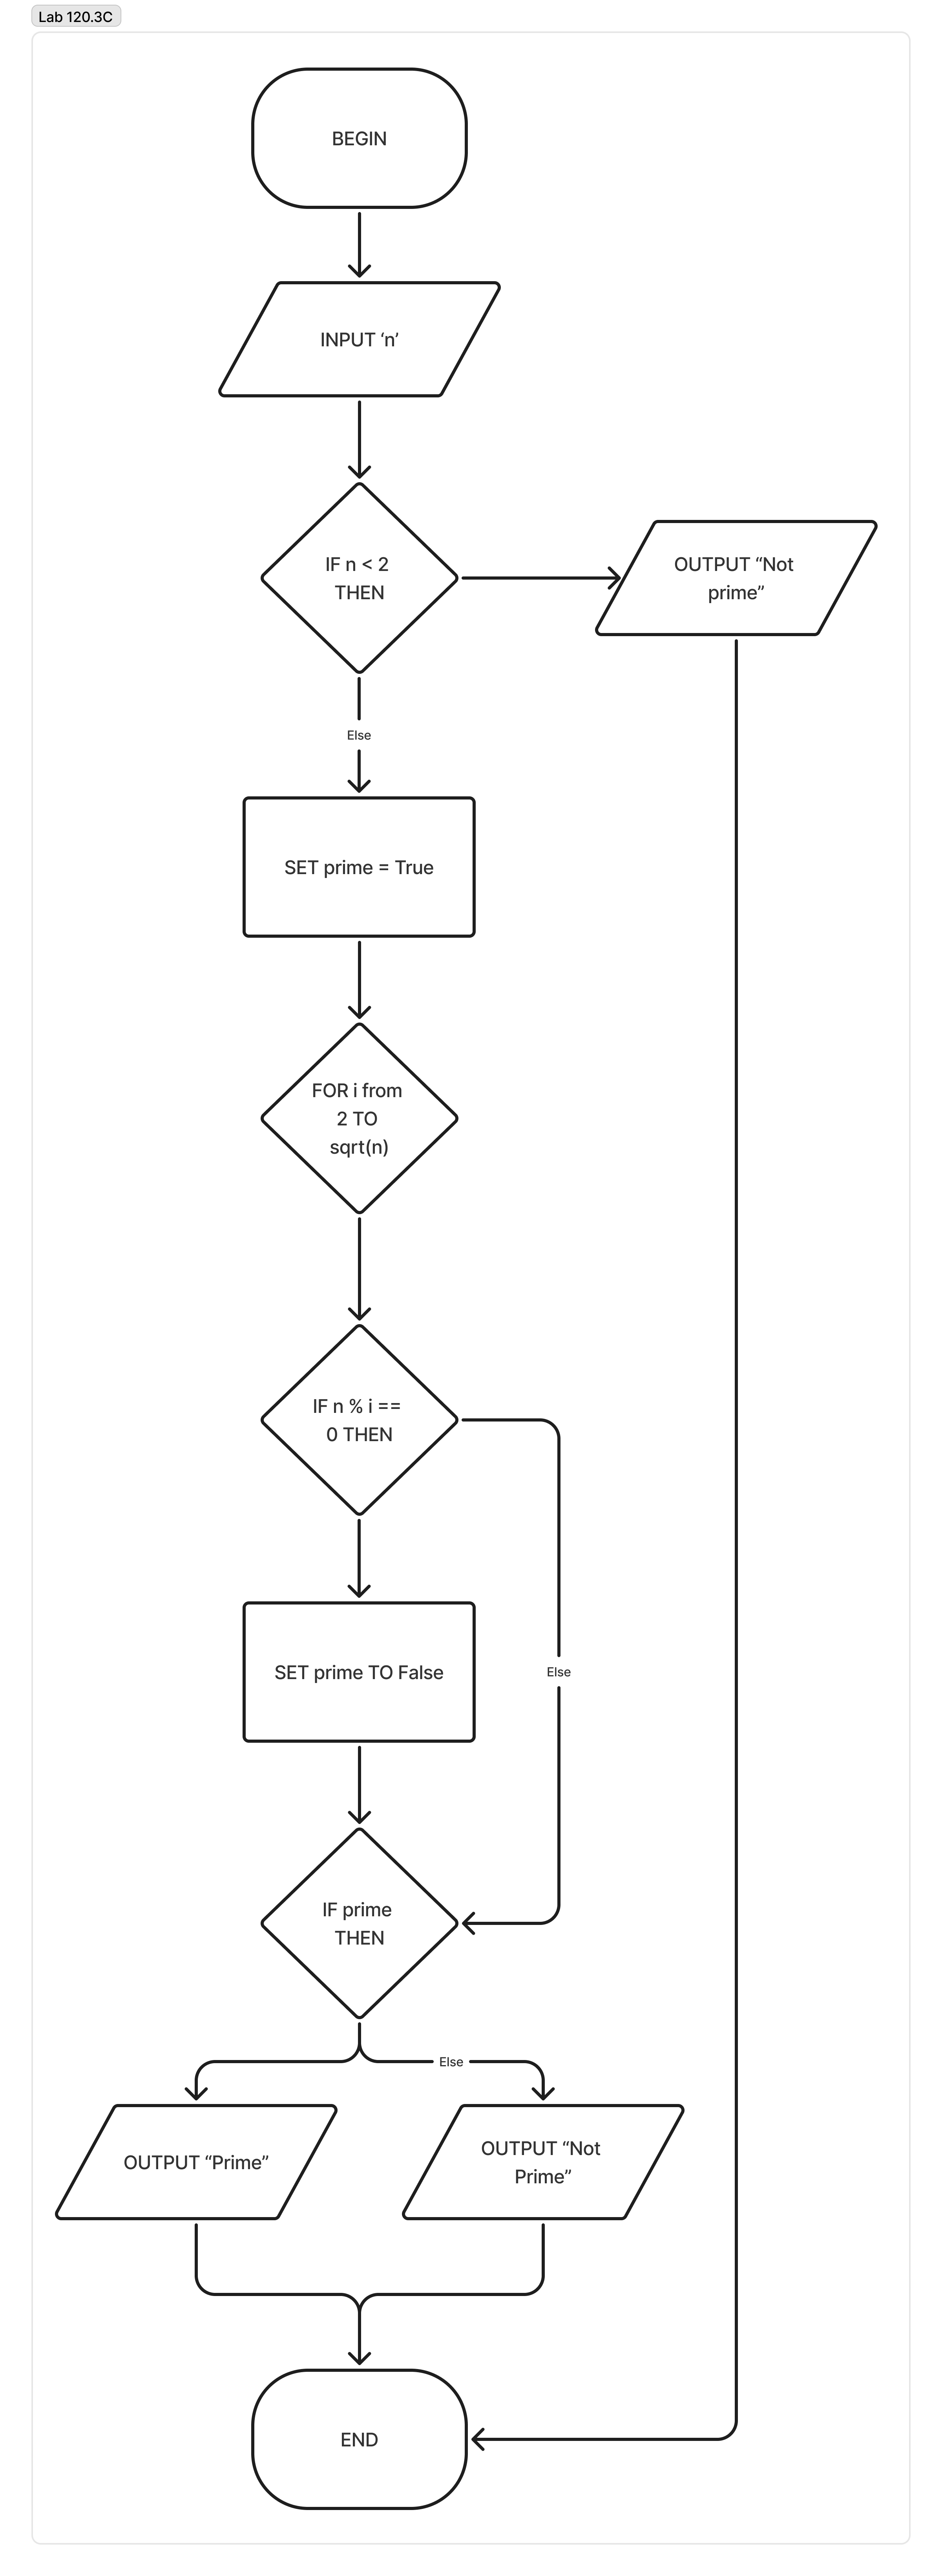 Lab 120.3C
BEGIN
INPUT ‘n’
IF n < 2
THEN
OUTPUT “Not
prime”
Else
SET prime = True
FOR i from
2 TO
sqrt(n)
IF n % i ==
0 THEN
SET prime TO False
Else
IF prime
THEN
Else
OUTPUT “Prime”
OUTPUT “Not
Prime”
END